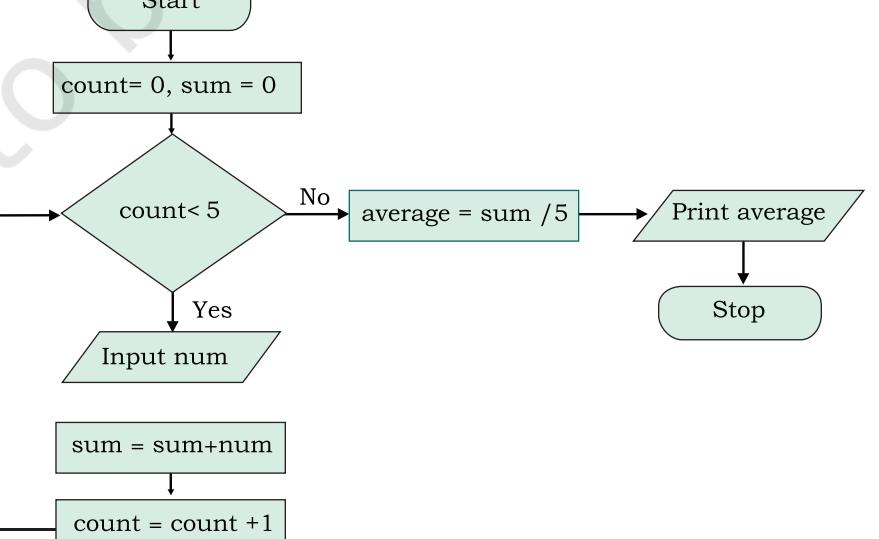 Start
count= 0, sum = 0
count< 5
No
average = sum /5
Print average
Yes
Stop
Input num
sum = sum+num
count = count +1
to b